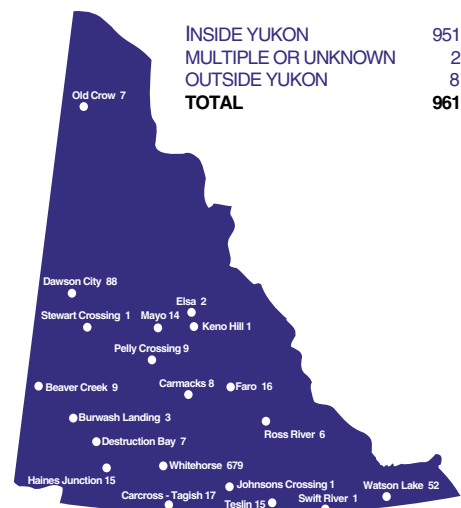 INSIDE YUKON 951
MULTIPLE OR UNKNOWN 2
OUTSIDE YUKON 8
TOTAL 961
Old Crow 7
Dawson City 88
Elsa 2
Stewart Crossing 1
Mayo 14
Keno Hill 1
Pelly Crossing 9
Beaver Creek 9
Carmacks 8
Faro 16
Burwash Landing 3
Ross River 6
Destruction Bay 7
Haines Junction 15
Whitehorse 679
Johnsons Crossing 1
Watson Lake 52
Carcross - Tagish 17
Teslin 15
Swift River 1